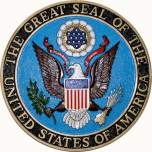 THE GREAT SEAL OF THE
UNITED STATES OF AMERICA